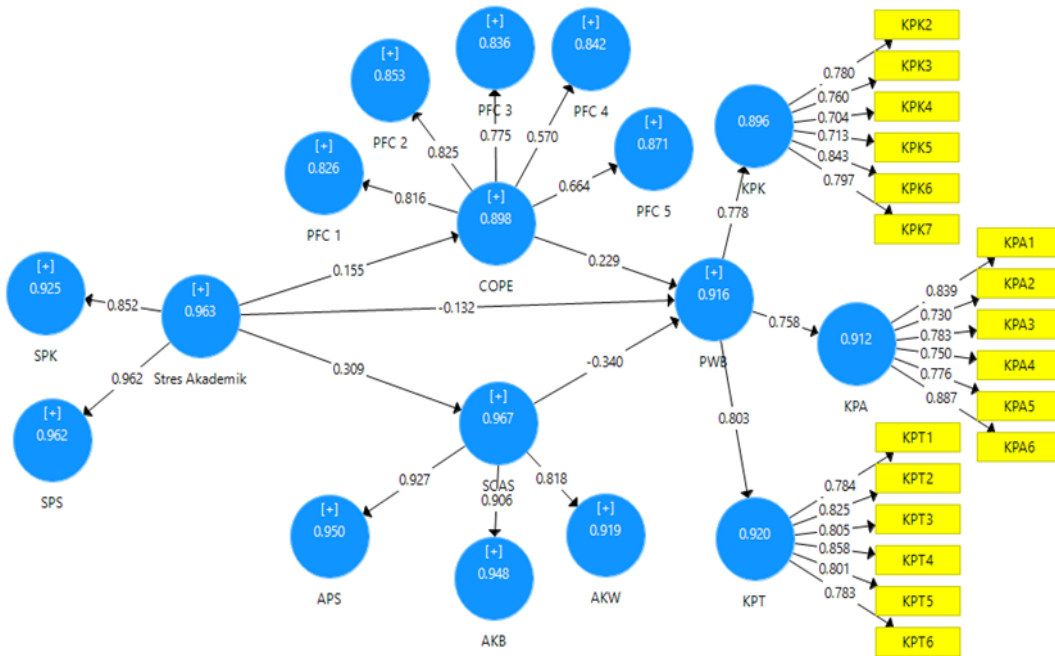 [+]
0.836
PFC 3
[+]
0.842
PFC 4
[+]
0.853
PFC 2
[+]
0.826
PFC 1
[+]
0.871
PFC 5
0.816
0.825
0.775
0.570
0.664
[+]
0.898
COPE
[+]
0.925
SPK
0.852
[+]
0.963
Stres Akademik
0.962
[+]
0.962
SPS
0.155
-0.132
0.309
0.229
-0.340
[+]
0.967
SCAS
0.927
0.906
0.818
[+]
0.950
APS
[+]
0.948
AKB
[+]
0.919
AKW
[+]
0.916
PWB
0.778
0.758
0.803
0.896
KPK
0.780
0.760
0.704
0.713
0.843
0.797
KPK2
KPK3
KPK4
KPK5
KPK6
KPK7
0.912
KPA
0.839
0.730
0.783
0.750
0.776
0.887
KPA1
KPA2
KPA3
KPA4
KPA5
KPA6
0.920
KPT
0.784
0.825
0.805
0.858
0.801
0.783
KPT1
KPT2
KPT3
KPT4
KPT5
KPT6